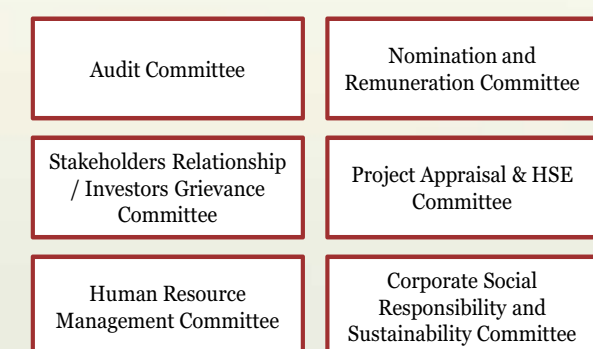 Audit Committee
Nomination and
Remuneration Committee
Stakeholders Relationship
/ Investors Grievance
Committee
Project Appraisal & HSE
Committee
Human Resource
Management Committee
Corporate Social
Responsibility and
Sustainability Committee